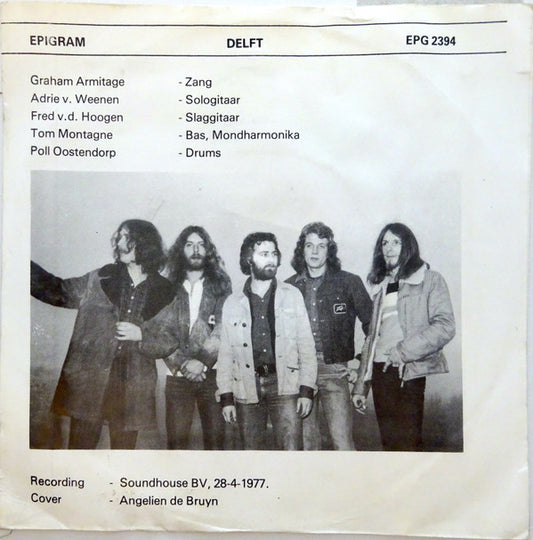 EPIGRAM DELFT EPG 2394
Graham Armitage - Zang
Adrie v. Weenen - Sologitaar
Fred v.d. Hoogen - Slaggitaar
Tom Montagne - Bas, Mondharmonika
Poll Oostendorp - Drums
Recording - Soundhouse BV, 28-4-1977.
Cover - Angelien de Bruyn